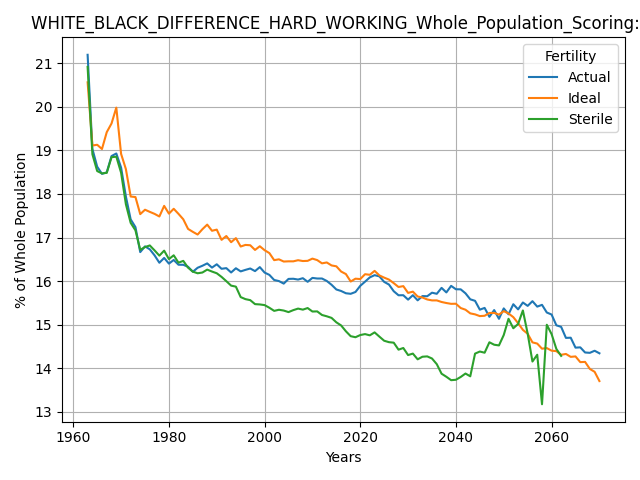 WHITE_BLACK_DIFFERENCE_HARD_WORKING_Whole_Population_Scoring:
Fertility
Actual
Ideal
Sterile
% of Whole Population
21
20
19
18
17
16
15
14
13
1960
1980
2000
2020
2040
2060
Years